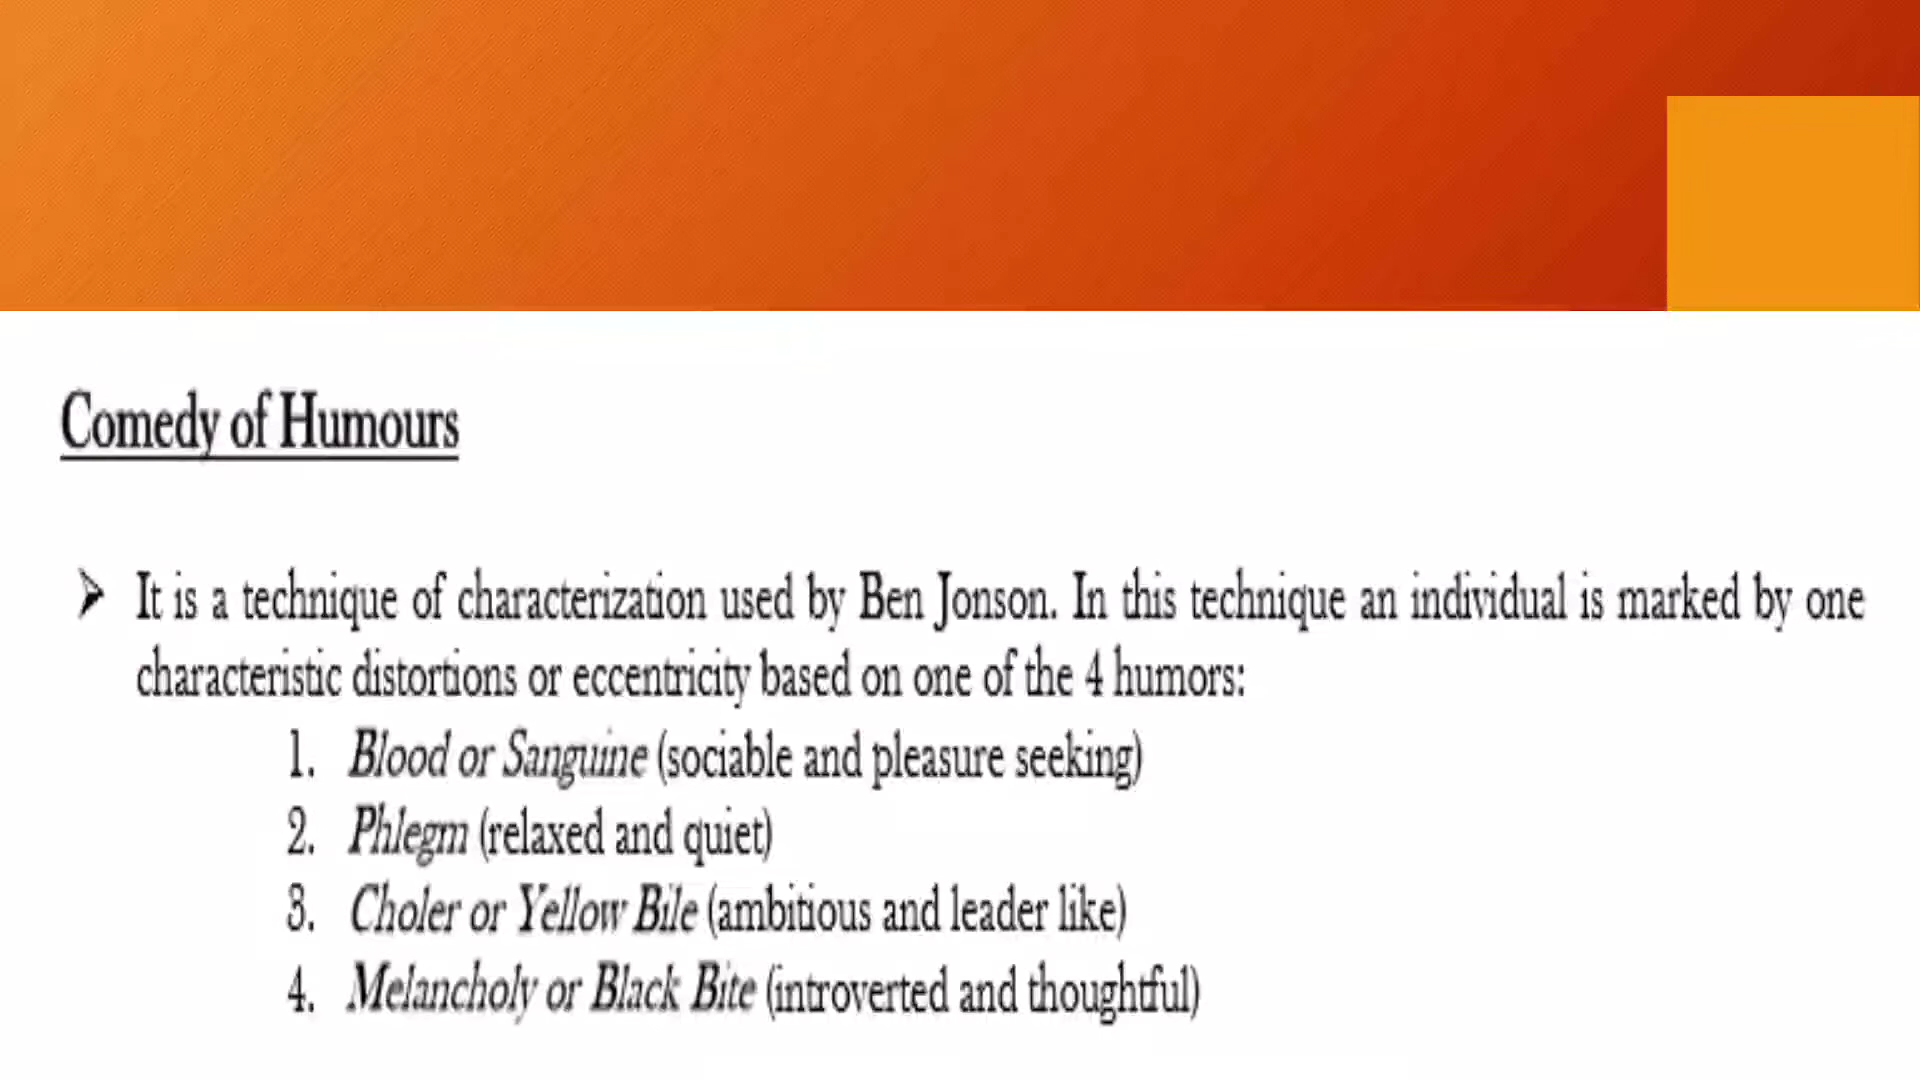 Comedy of Humours
➤ It is a technique of characterization used by Ben Jonson. In this technique an individual is marked by one
characteristic distortions or eccentricity based on one of the 4 humors:
1. Blood or Sanguine (sociable and pleasure seeking)
2. Phlegm (relaxed and quiet)
3. Choler or Yellow Bile (ambitious and leader like)
4. Melancholy or Black Bite (introverted and thoughtful)